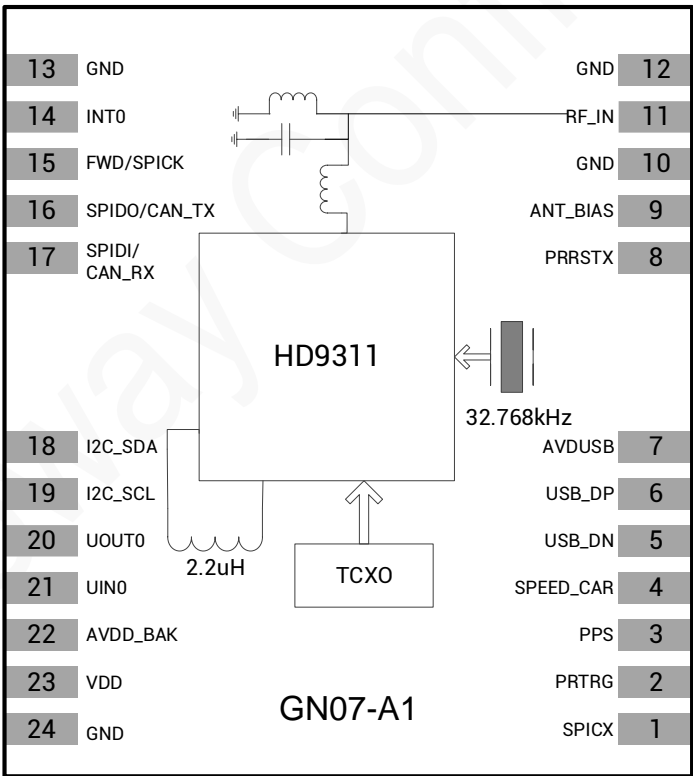 13 GND
14 INT0
15 FWD/SPICK
16 SPIDO/CAN_TX
17 SPIDI/
CAN_RX
18 I2C_SDA
19 I2C_SCL
20 UOUT0
21 UIN0
22 AVDD_BAK
23 VDD
24 GND
GND 12
RF_IN 11
GND 10
ANT_BIAS 9
PRRSTX 8
AVDUSB 7
USB_DP 6
USB_DN 5
SPEED_CAR 4
PPS 3
PRTRG 2
SPICX 1
HD9311
32.768kHz
2.2uH
TCXO
GN07-A1